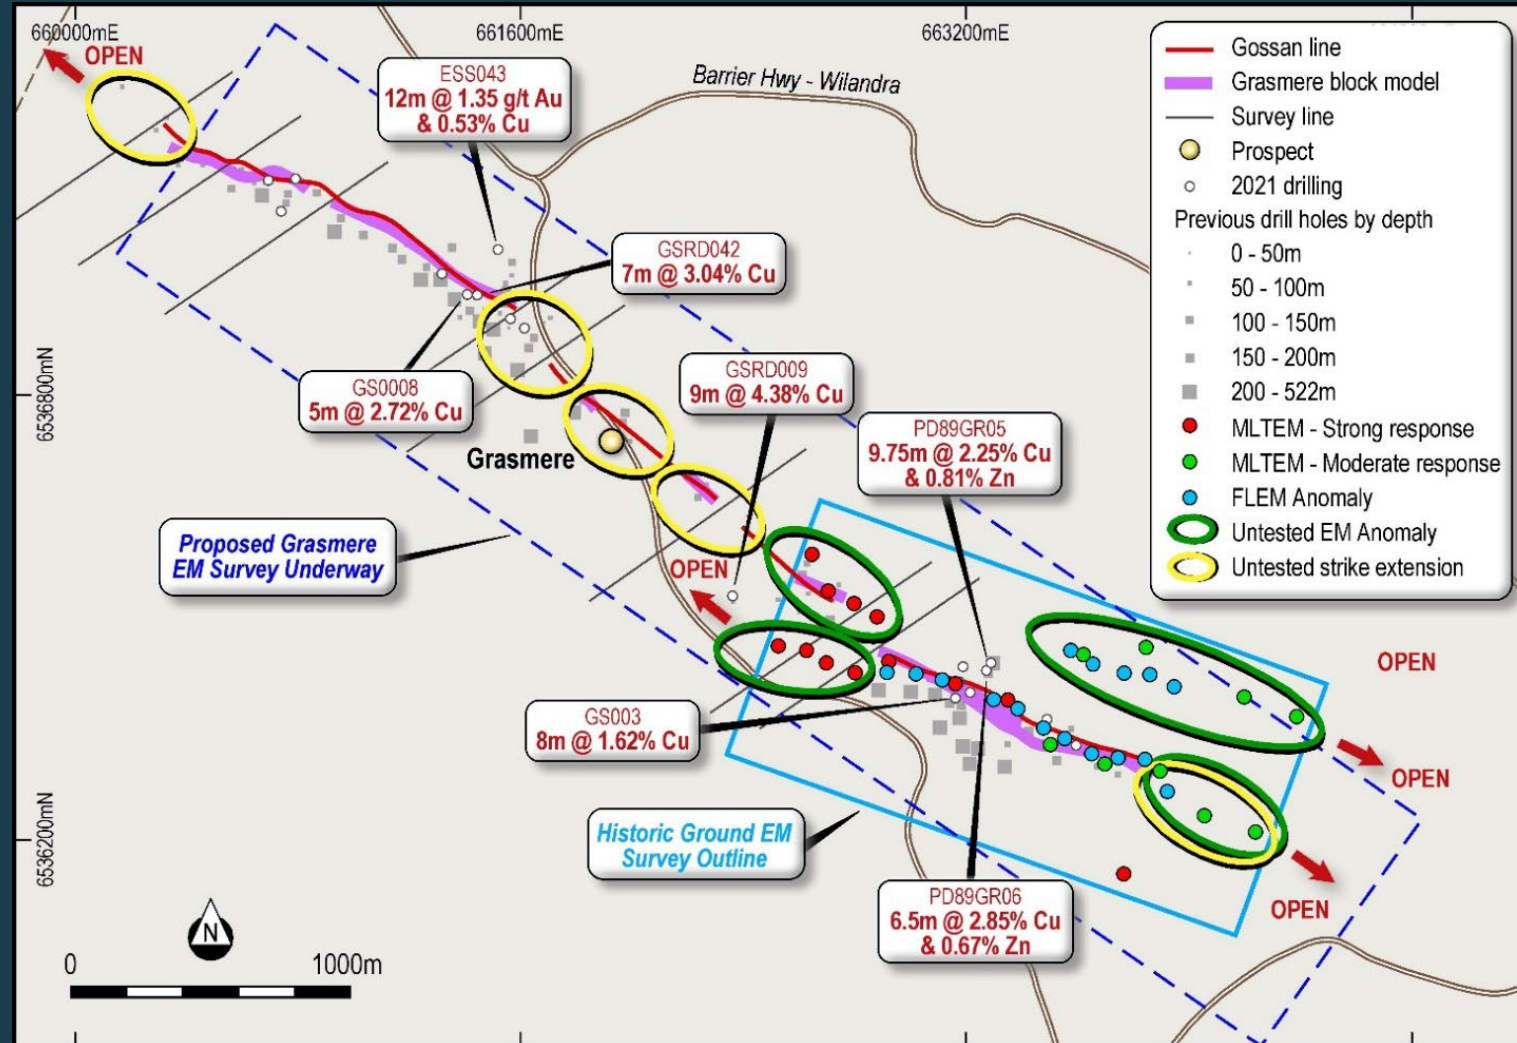 660000mE
661600mE
663200mE
OPEN
ESS043
12m @ 1.35 g/t Au
& 0.53% Cu
Barrier Hwy - Wilandra
Gossan line
Grasmere block model
Survey line
Prospect
2021 drilling
Previous drill holes by depth
0 - 50m
50 - 100m
100 - 150m
150 - 200m
200 - 522m
MLTEM - Strong response
MLTEM - Moderate response
FLEM Anomaly
Untested EM Anomaly
Untested strike extension
GSRD042
7m @ 3.04% Cu
GS0008
5m @ 2.72% Cu
6536800mN
GSRD009
9m @ 4.38% Cu
PD89GR05
9.75m @ 2.25% Cu
& 0.81% Zn
Grasmere
Proposed Grasmere
EM Survey Underway
OPEN
OPEN
GS003
8m @ 1.62% Cu
OPEN
6536200mN
Historic Ground EM
Survey Outline
PD89GR06
6.5m @ 2.85% Cu
& 0.67% Zn
OPEN
N
0
1000m